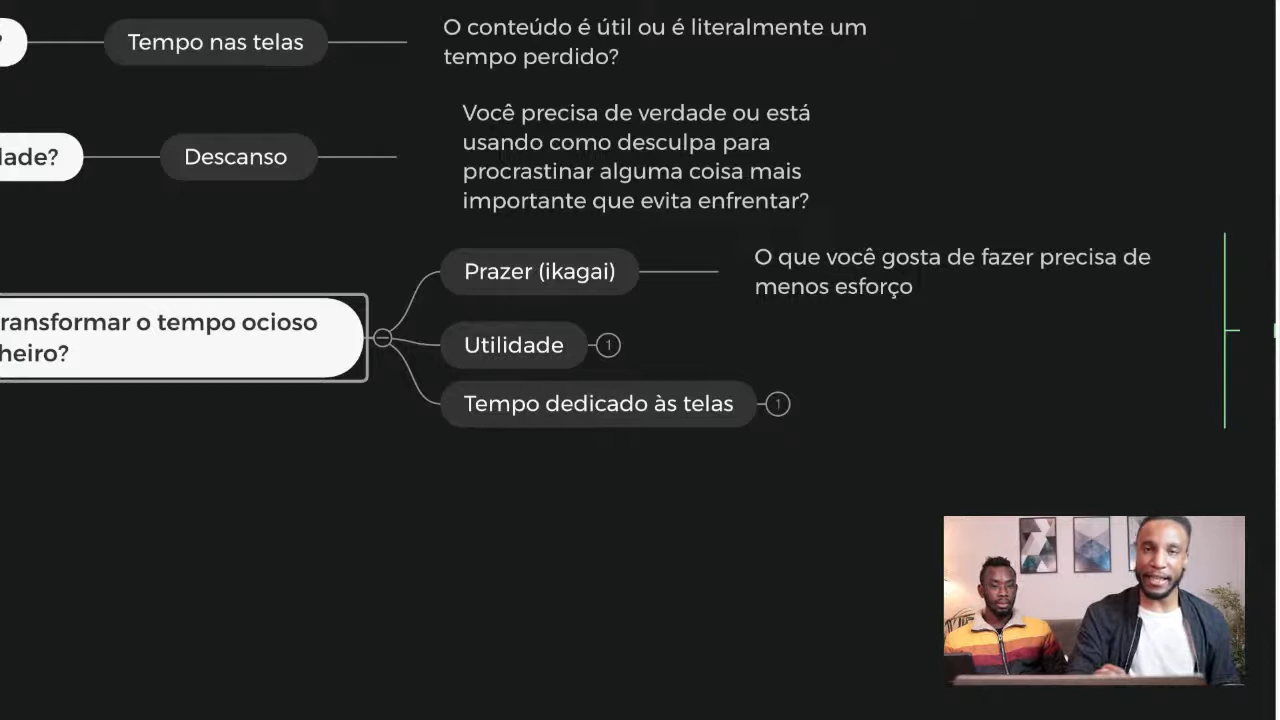 ?
Tempo nas telas
O conteúdo é útil ou é literalmente um
tempo perdido?
dade?
Descanso
Você precisa de verdade ou está
usando como desculpa para
procrastinar alguma coisa mais
importante que evita enfrentar?
ransformar o tempo ocioso
heiro?
Prazer (ikagai)
O que você gosta de fazer precisa de
menos esforço
Utilidade
1
Tempo dedicado às telas
1